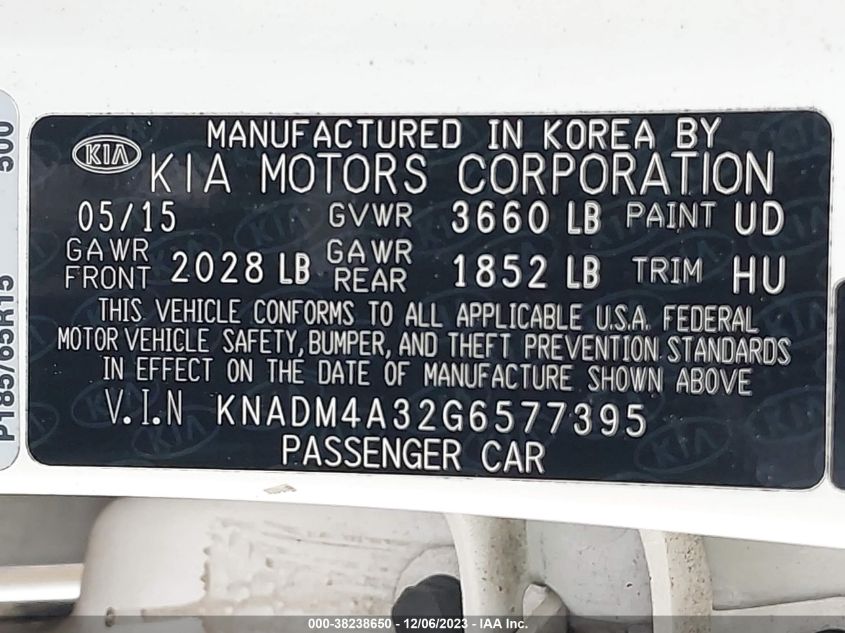 MANUFACTURED IN KOREA BY
KIA KIA MOTORS CORPORATION
05/15 GVWR 3660 LB PAINT UD
GAWR FRONT 2028 LB GAWR REAR 1852 LB TRIM HU
THIS VEHICLE CONFORMS TO ALL APPLICABLE U.S.A. FEDERAL
MOTOR VEHICLE SAFETY, BUMPER, AND THEFT PREVENTION STANDARDS
IN EFFECT ON THE DATE OF MANUFACTURE SHOWN ABOVE
V.I.N KNADM4A32G6577395
PASSENGER CAR
P185/65R15 500
000-38238650 - 12/06/2023 - IAA Inc.